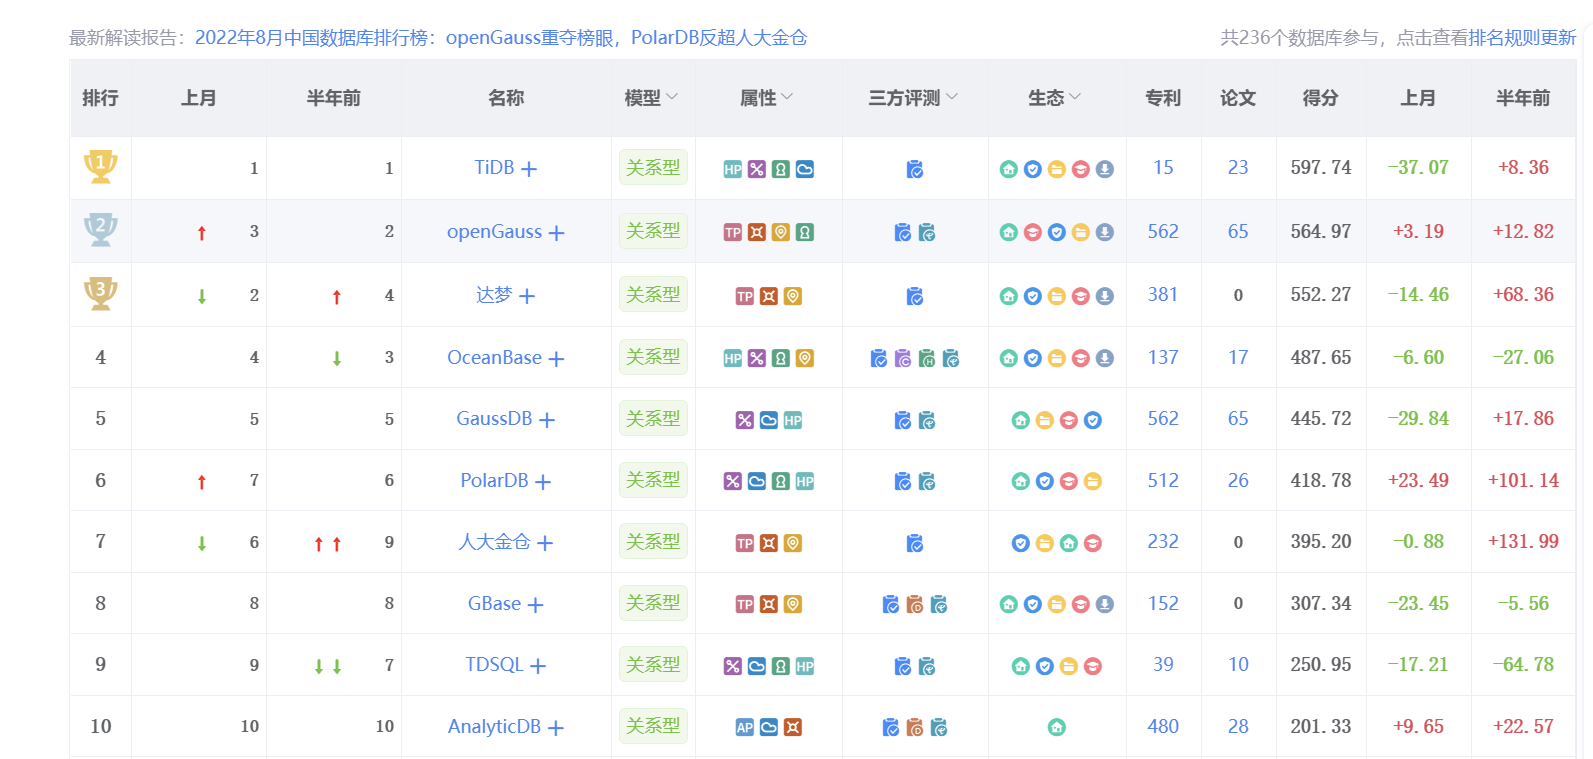 最新解读报告：2022年8月中国数据库排行榜：openGauss重夺榜眼，PolarDB反超人大金仓 共236个数据库参与，点击查看排名规则更新
排行 上月 半年前 名称 模型 属性 三方评测 生态 专利 论文 得分 上月 半年前
1 1 1 TiDB + 关系型 HP 15 23 597.74 -37.07 +8.36
2 ↑ 3 2 openGauss + 关系型 TP 562 65 564.97 +3.19 +12.82
3 ↓ 2 ↑ 4 达梦 + 关系型 TP 381 0 552.27 -14.46 +68.36
4 4 ↓ 3 OceanBase + 关系型 HP C H 137 17 487.65 -6.60 -27.06
5 5 5 GaussDB + 关系型 HP 562 65 445.72 -29.84 +17.86
6 ↑ 7 6 PolarDB + 关系型 HP 512 26 418.78 +23.49 +101.14
7 ↓ 6 ↑↑ 9 人大金仓 + 关系型 TP 232 0 395.20 -0.88 +131.99
8 8 8 GBase + 关系型 TP D 152 0 307.34 -23.45 -5.56
9 9 ↓↓ 7 TDSQL + 关系型 HP 39 10 250.95 -17.21 -64.78
10 10 10 AnalyticDB + 关系型 AP D 480 28 201.33 +9.65 +22.57